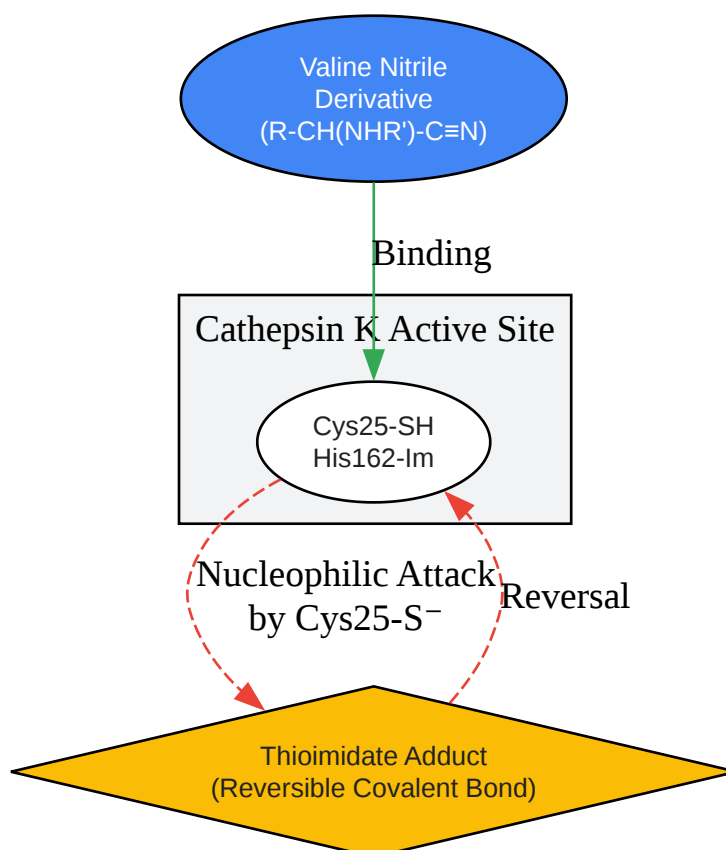 Valine Nitrile
Derivative
(R-CH(NHR')-C≡N)
Binding
Cathepsin K Active Site
Cys25-SH
His162-Im
Nucleophilic Attack
by Cys25-S⁻
Reversal
Thioimidate Adduct
(Reversible Covalent Bond)